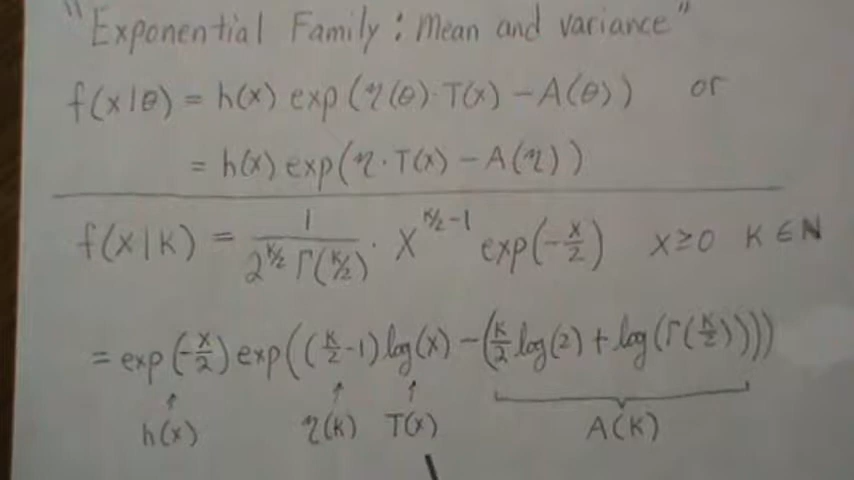 "Exponential Family: Mean and variance"
f(x|θ) = h(x) exp(η(θ)·T(x) − A(θ)) or
= h(x) exp(η·T(x) − A(η))
f(x|K) = 1/(2^(K/2) Γ(K/2)) · x^(K/2−1) exp(−x/2) x≥0 K∈ℕ
= exp(−x/2) exp((K/2−1)log(x) − (K/2 log(2) + log(Γ(K/2))))
↑ ↑ ↑
h(x) η(K) T(x) A(K)